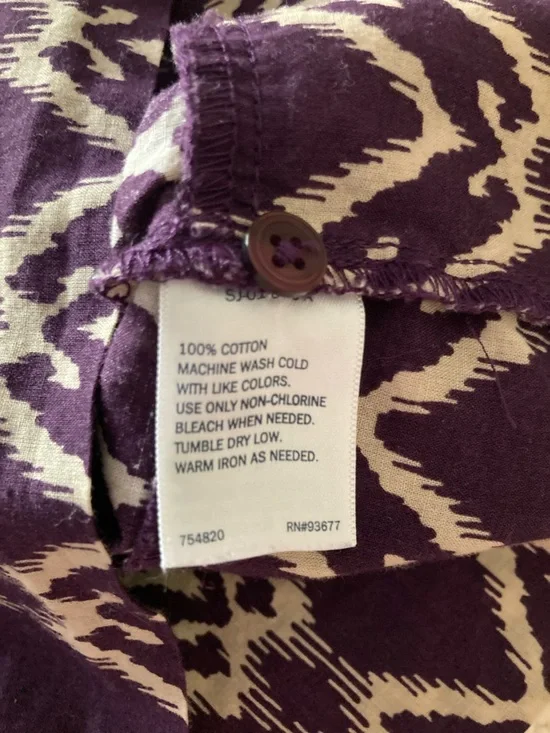 100% COTTON
MACHINE WASH COLD
WITH LIKE COLORS.
USE ONLY NON-CHLORINE
BLEACH WHEN NEEDED.
TUMBLE DRY LOW.
WARM IRON AS NEEDED.
754820 RN#93677